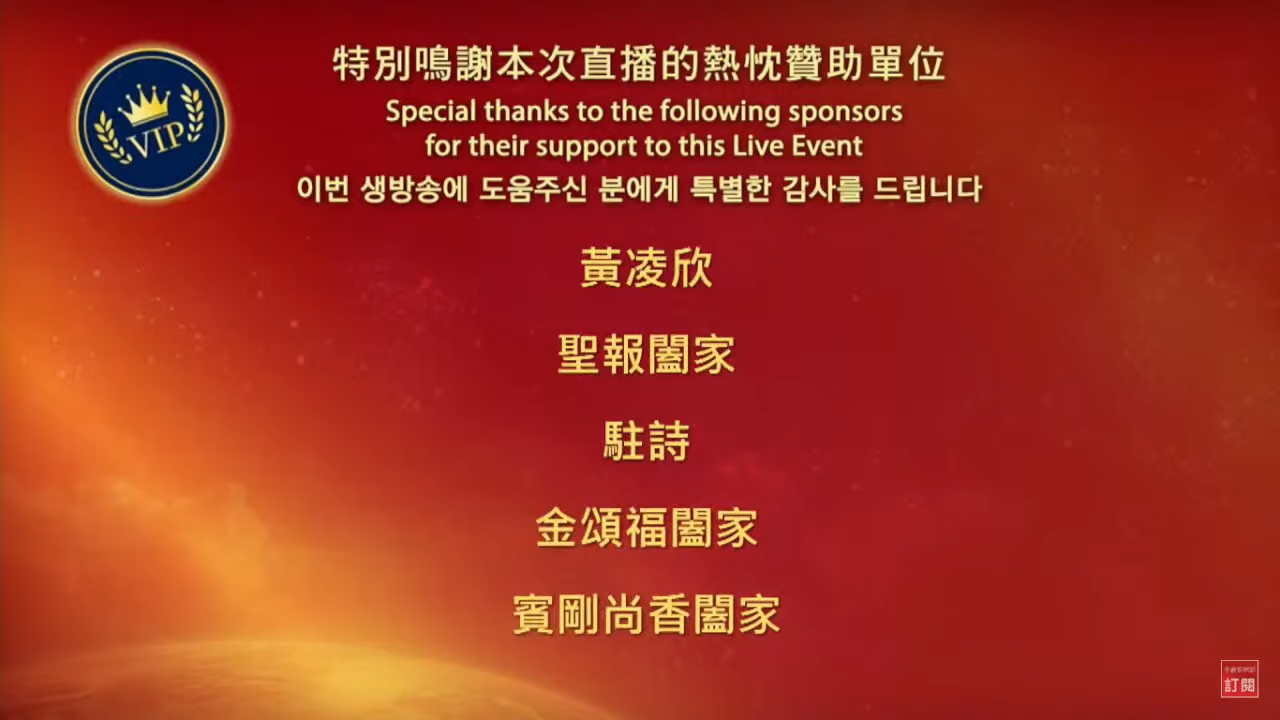 特別鳴謝本次直播的熱忱贊助單位
Special thanks to the following sponsors
for their support to this Live Event
이번 생방송에 도움주신 분에게 특별한 감사를 드립니다
VIP
黃凌欣
聖報闔家
駐詩
金頌福闔家
賓剛尚香闔家
訂閱